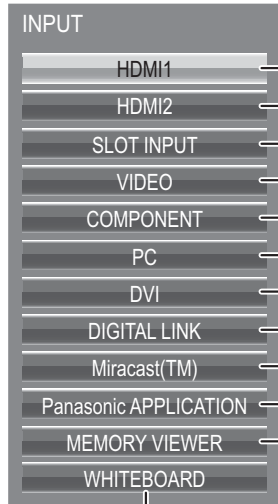 INPUT
HDMI1
HDMI2
SLOT INPUT
VIDEO
COMPONENT
PC
DVI
DIGITAL LINK
Miracast(TM)
Panasonic APPLICATION
MEMORY VIEWER
WHITEBOARD